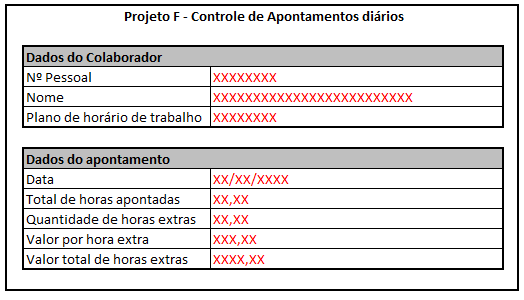 Projeto F - Controle de Apontamentos diários
Dados do Colaborador
Nº Pessoal XXXXXXXX
Nome XXXXXXXXXXXXXXXXXXXXXXXXX
Plano de horário de trabalho XXXXXXXX
Dados do apontamento
Data XX/XX/XXXX
Total de horas apontadas XX,XX
Quantidade de horas extras XX,XX
Valor por hora extra XXX,XX
Valor total de horas extras XXXX,XX